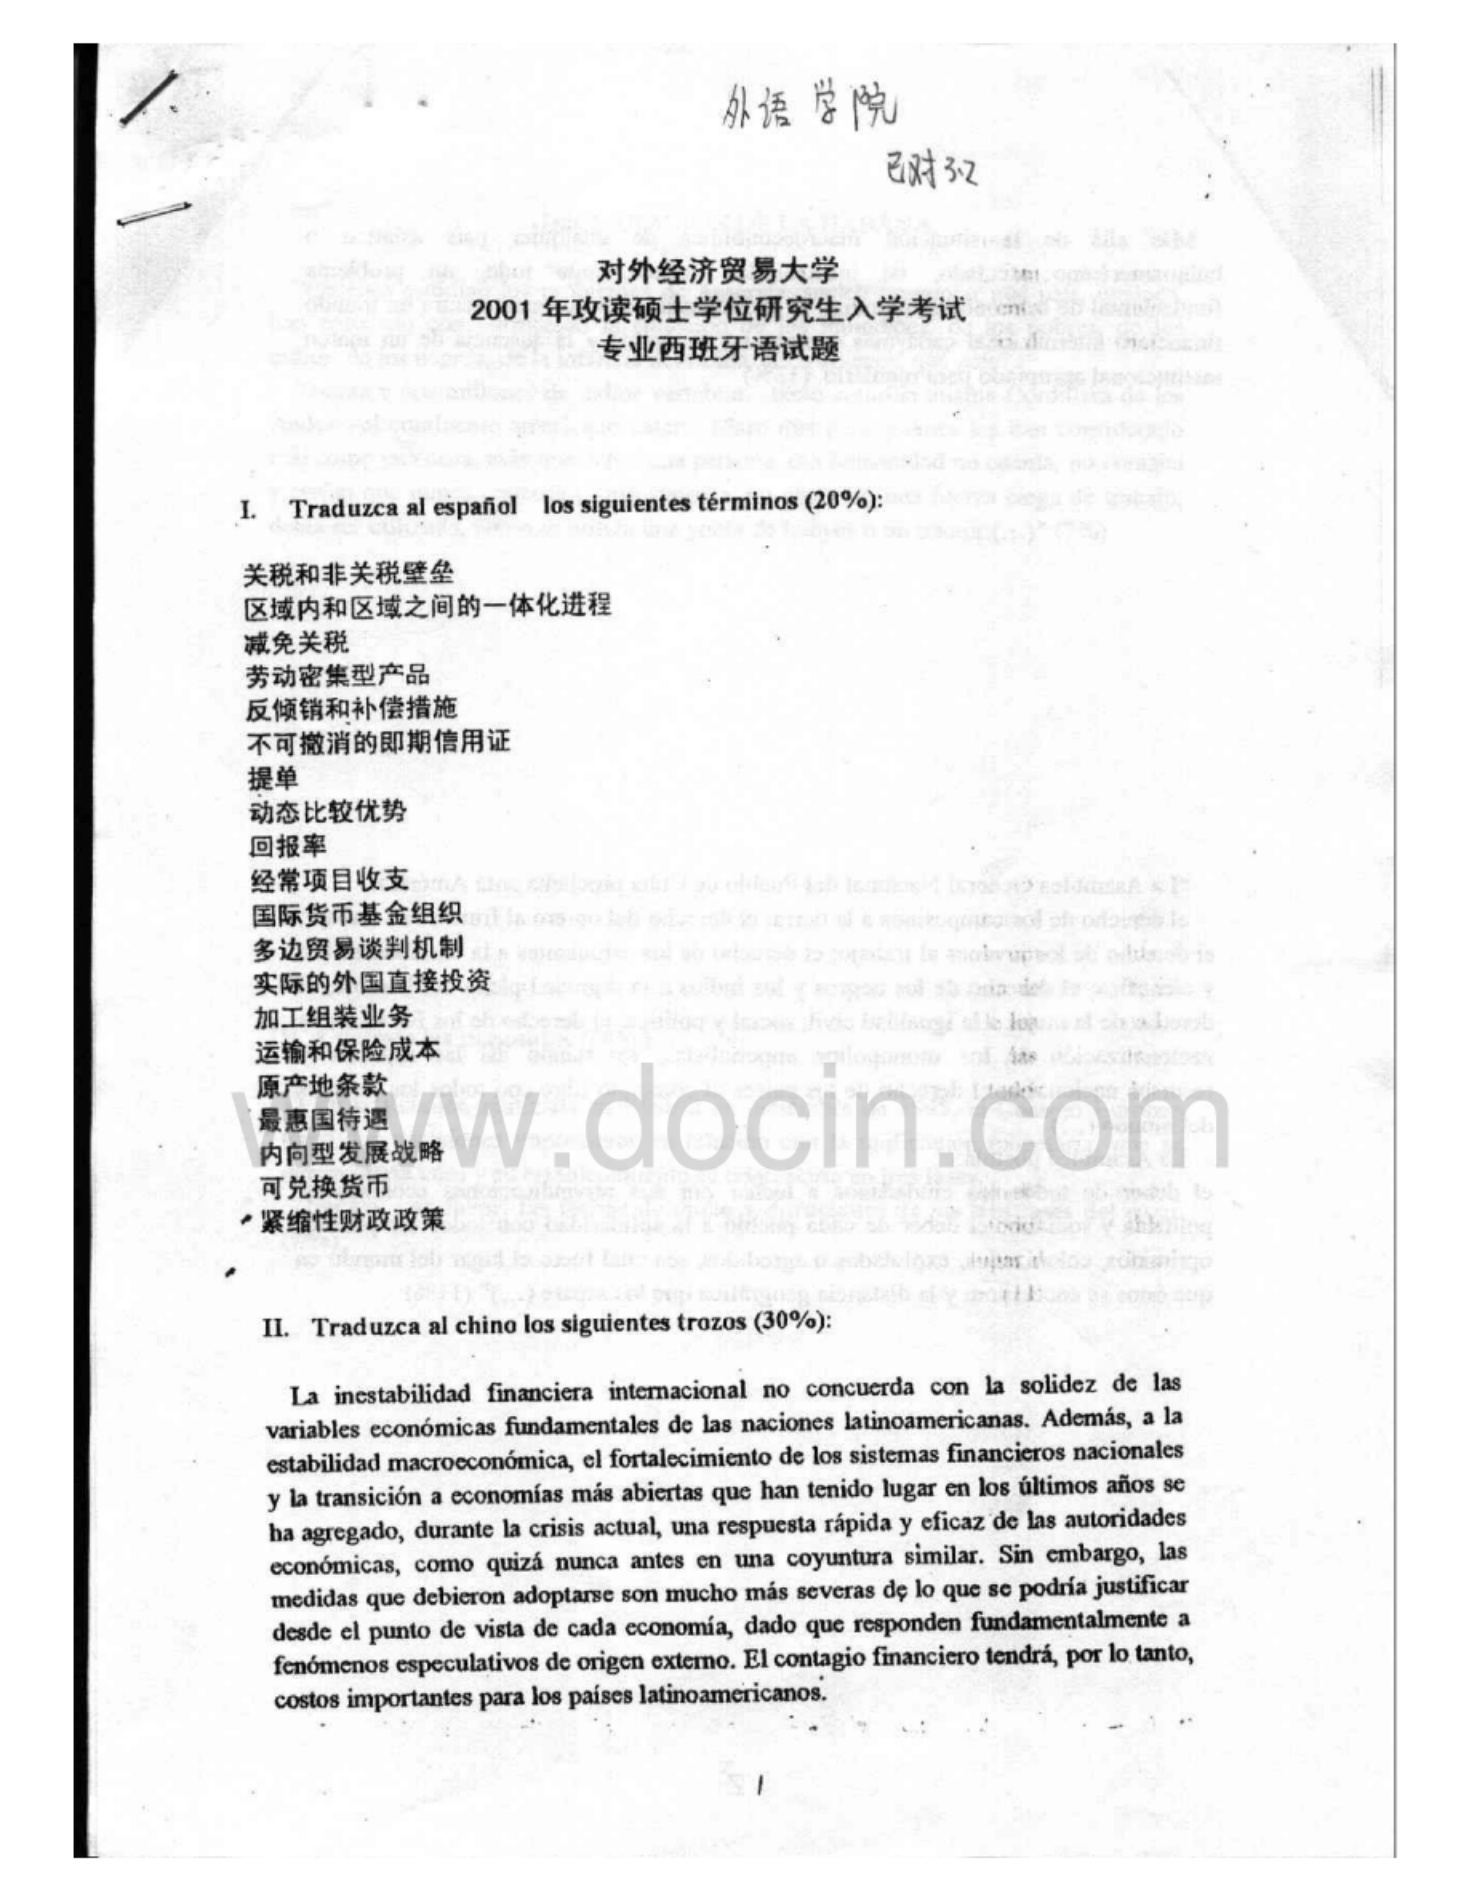 外语学院
已对 3.2
对外经济贸易大学
2001 年攻读硕士学位研究生入学考试
专业西班牙语试题
I. Traduzca al español los siguientes términos (20%):
关税和非关税壁垒
区域内和区域之间的一体化进程
减免关税
劳动密集型产品
反倾销和补偿措施
不可撤消的即期信用证
提单
动态比较优势
回报率
经常项目收支
国际货币基金组织
多边贸易谈判机制
实际的外国直接投资
加工组装业务
运输和保险成本
原产地条款
最惠国待遇
内向型发展战略
可兑换货币
紧缩性财政政策
www.docin.com
II. Traduzca al chino los siguientes trozos (30%):
La inestabilidad financiera internacional no concuerda con la solidez de las
variables económicas fundamentales de las naciones latinoamericanas. Además, a la
estabilidad macroeconómica, el fortalecimiento de los sistemas financieros nacionales
y la transición a economías más abiertas que han tenido lugar en los últimos años se
ha agregado, durante la crisis actual, una respuesta rápida y eficaz de las autoridades
económicas, como quizá nunca antes en una coyuntura similar. Sin embargo, las
medidas que debieron adoptarse son mucho más severas de lo que se podría justificar
desde el punto de vista de cada economía, dado que responden fundamentalmente a
fenómenos especulativos de origen externo. El contagio financiero tendrá, por lo tanto,
costos importantes para los países latinoamericanos.
1